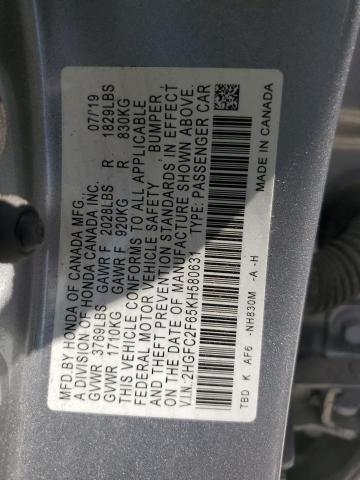 MFD BY HONDA OF CANADA MFG. 07/19
A DIVISION OF HONDA CANADA INC.
GVWR 3769LBS GAWR F 2028LBS R 1829LBS
GVWR 1710KG GAWR F 920KG R 830KG
THIS VEHICLE CONFORMS TO ALL APPLICABLE
FEDERAL MOTOR VEHICLE SAFETY, BUMPER,
AND THEFT PREVENTION STANDARDS IN EFFECT
ON THE DATE OF MANUFACTURE SHOWN ABOVE.
V.I.N: 2HGFC2F65KH580631 TYPE: PASSENGER CAR
MADE IN CANADA
TBD K AF6 -NH830M -A -H